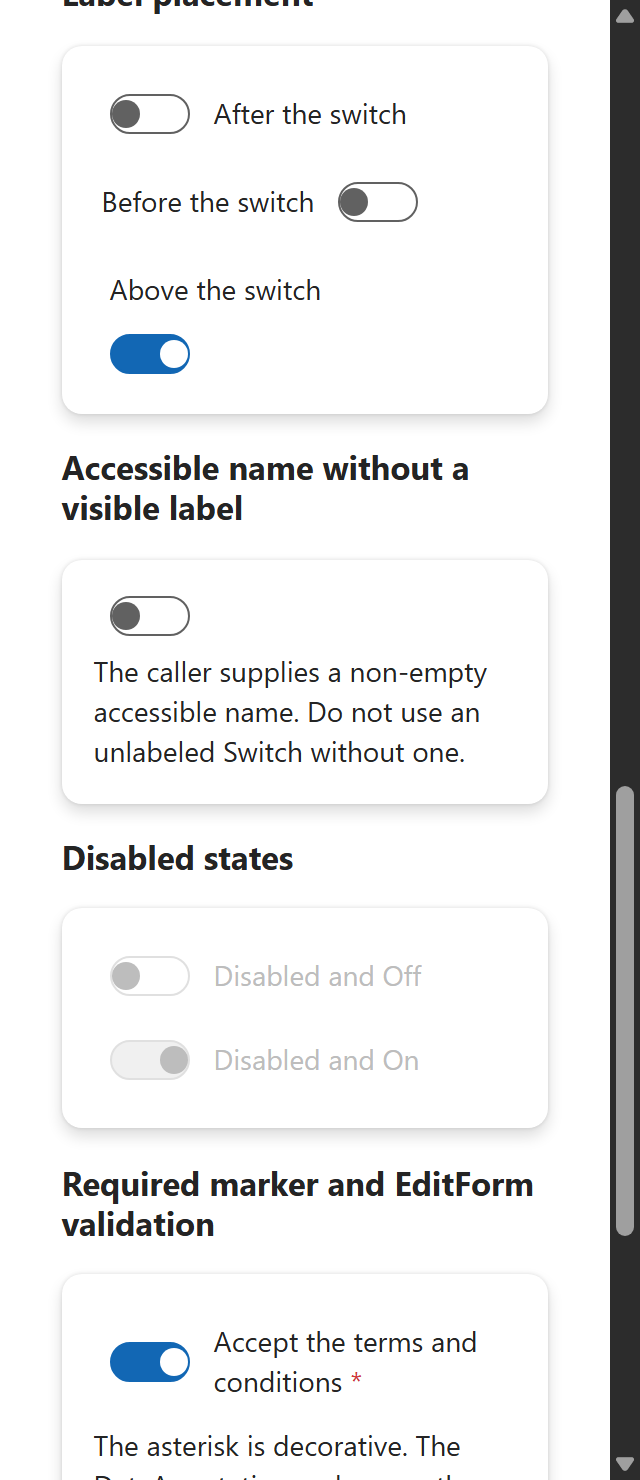 Label placement
After the switch
Before the switch
Above the switch
Accessible name without a
visible label
The caller supplies a non-empty
accessible name. Do not use an
unlabeled Switch without one.
Disabled states
Disabled and Off
Disabled and On
Required marker and EditForm
validation
Accept the terms and
conditions *
The asterisk is decorative. The